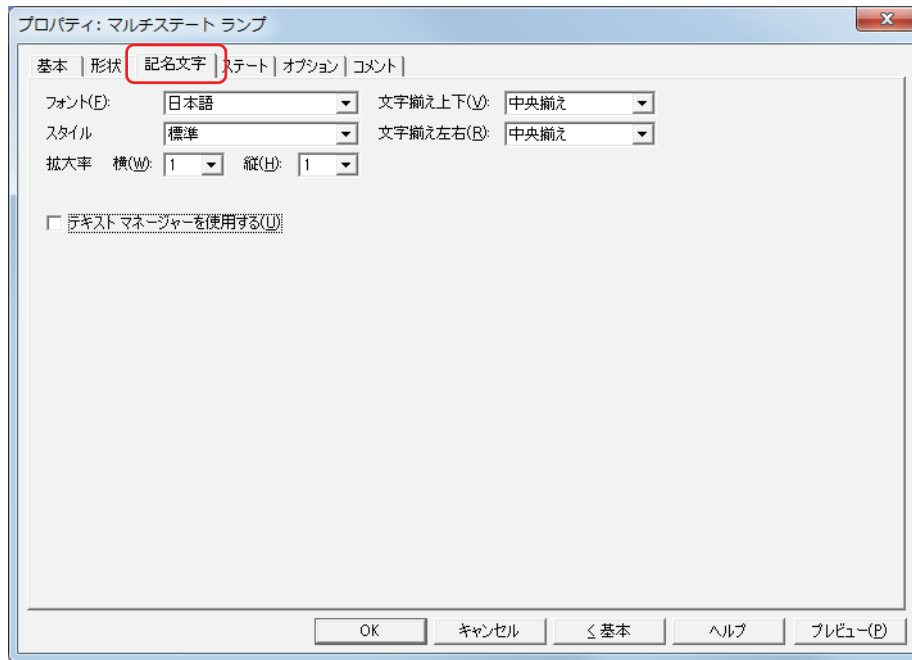 プロパティ: マルチステート ランプ
基本 形状 記名文字 ステート オプション コメント
フォント(F): 日本語 文字揃え上下(V): 中央揃え
スタイル 標準 文字揃え左右(R): 中央揃え
拡大率 横(W): 1 縦(H): 1
テキスト マネージャーを使用する(U)
OK キャンセル < 基本 ヘルプ プレビュー(P)